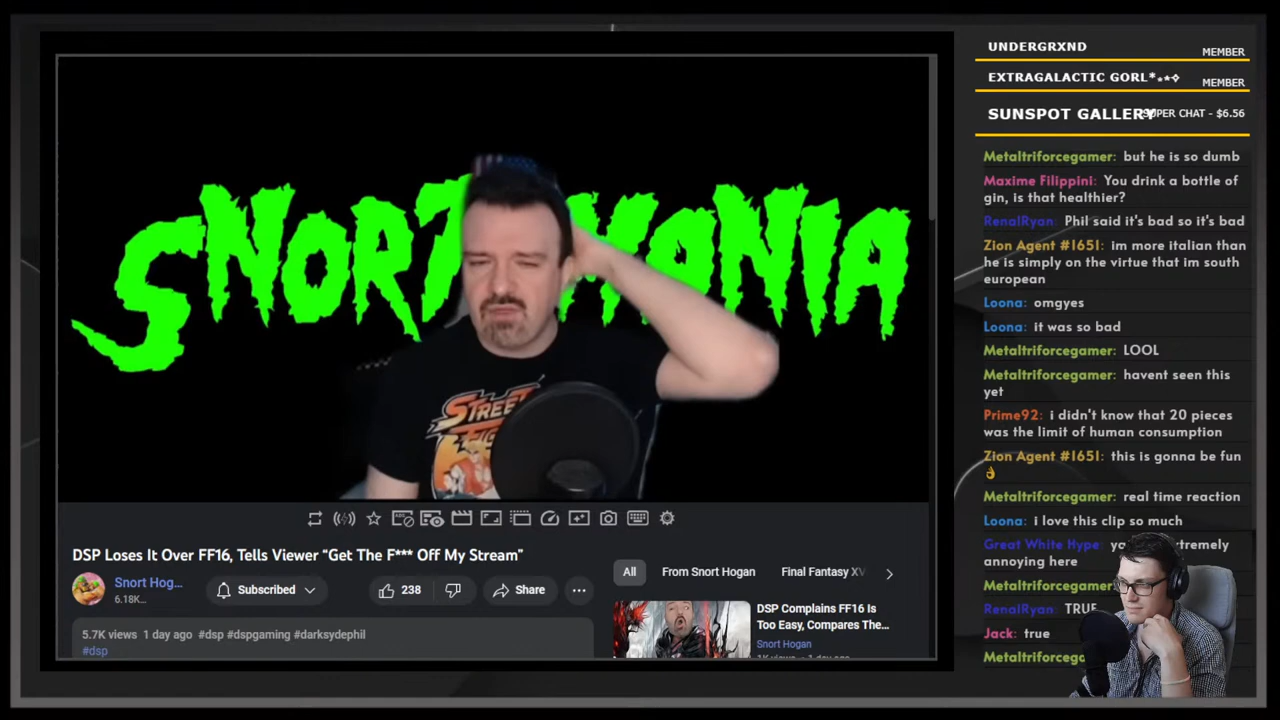 UNDERGRXND
MEMBER
EXTRAGALACTIC GORL*
MEMBER
SUNSPOT GALLERY
SUPER CHAT - $6.56
Metaltriforcegamer: but he is so dumb
Maxime Filippini: You drink a bottle of
gin, is that healthier?
RenalRyan: Phil said it's bad so it's bad
Zion Agent #1651: im more italian than
he is simply on the virtue that im south
european
Loona: omgyes
Loona: it was so bad
Metaltriforcegamer: LOOL
Metaltriforcegamer: havent seen this
yet
Prime92: i didn't know that 20 pieces
was the limit of human consumption
Zion Agent #1651: this is gonna be fun
👌
Metaltriforcegamer: real time reaction
Loona: i love this clip so much
Great White Hype:
annoying here
Metaltriforcegamer
RenalRyan: TRUE
Jack: true
Metaltriforcega
SNORT MANIA
STREET
DSP Loses It Over FF16, Tells Viewer “Get The F*** Off My Stream”
Snort Hog...
6.18K...
Subscribed
238
Share
...
5.7K views 1 day ago #dsp #dspgaming #darksydephil
#dsp
All
From Snort Hogan
Final Fantasy XV
DSP Complains FF16 Is
Too Easy, Compares The...
Snort Hogan
1K views • 1 day ago